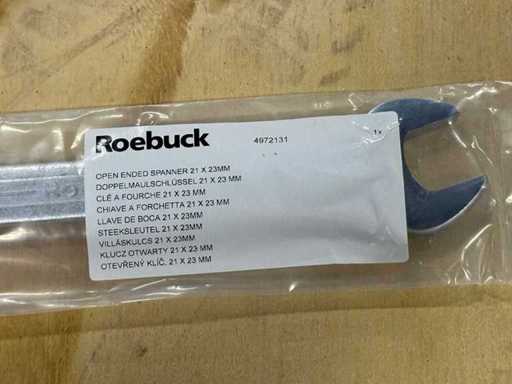 Roebuck 4972131 1x
OPEN ENDED SPANNER 21 X 23MM
DOPPELMAULSCHLÜSSEL 21 X 23 MM
CLÉ A FOURCHE 21 X 23 MM
CHIAVE A FORCHETTA 21 X 23 MM
LLAVE DE BOCA 21 X 23MM
STEEKSLEUTEL 21 X 23MM
VILLÁSKULCS 21 X 23MM
KLUCZ OTWARTY 21 X 23 MM
OTEVŘENÝ KLÍČ. 21 X 23 MM